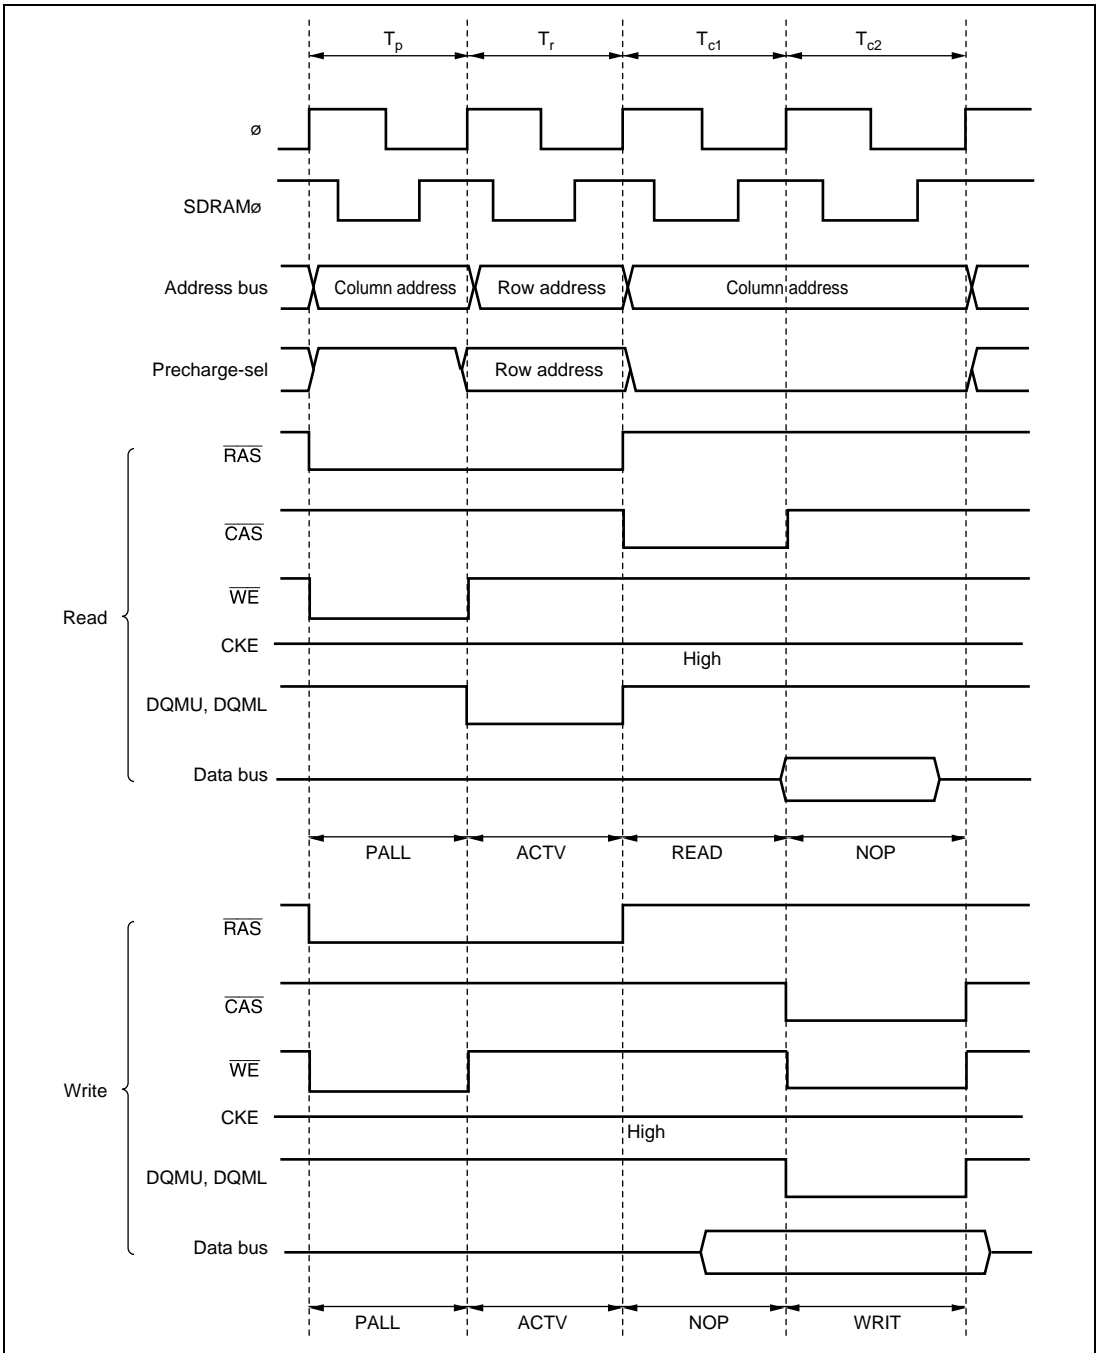 Tp Tr Tc1 Tc2
ø
SDRAMø
Address bus Column address Row address Column address
Precharge-sel Row address
RAS
CAS
WE
Read
CKE High
DQMU, DQML
Data bus
PALL ACTV READ NOP
RAS
CAS
WE
Write
CKE High
DQMU, DQML
Data bus
PALL ACTV NOP WRIT